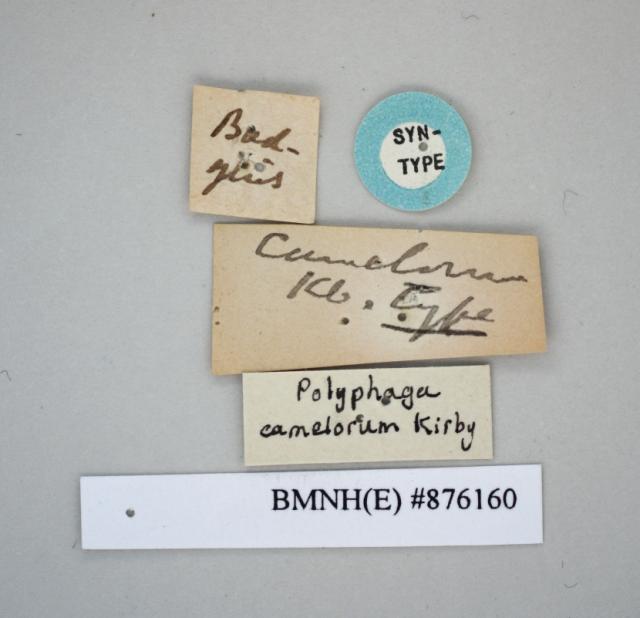 Bad-
ghis
SYN-
TYPE
Camelorum
Kb. Type
Polyphaga
camelorum Kirby
BMNH(E) #876160